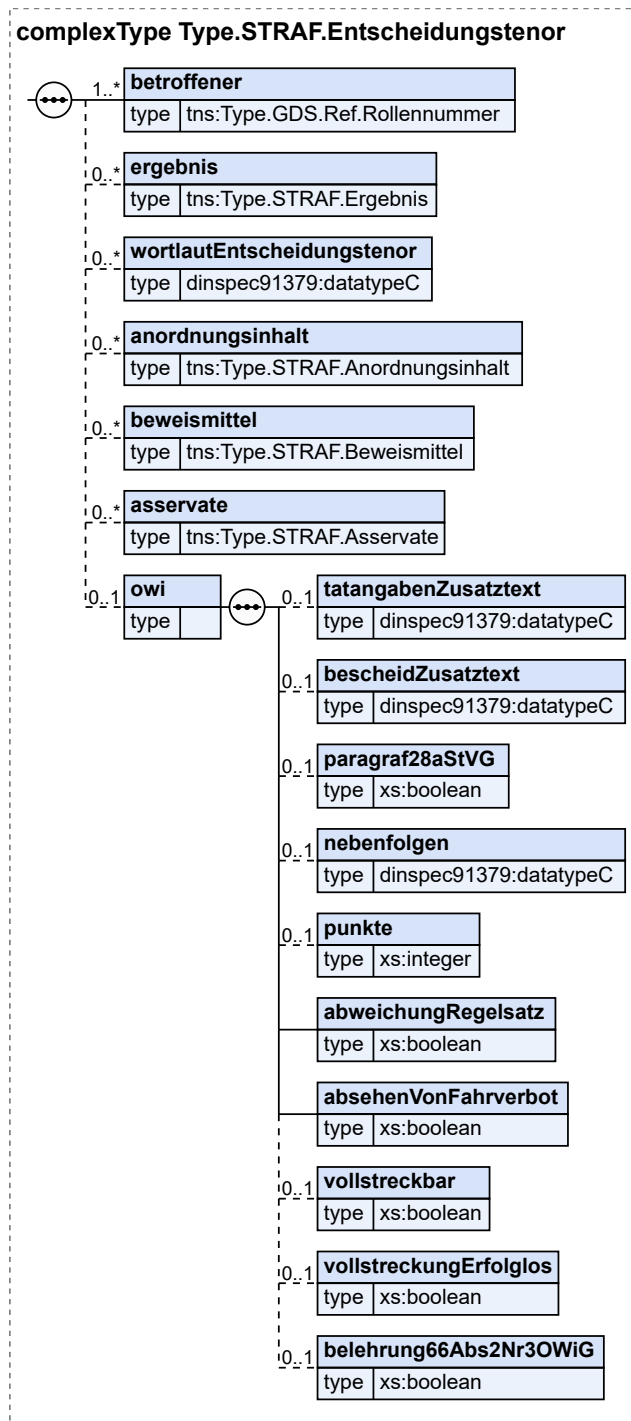 complexType Type.STRAF.Entscheidungstenor
1..* betroffener
type tns:Type.GDS.Ref.Rollennummer
0..* ergebnis
type tns:Type.STRAF.Ergebnis
0..* wortlautEntscheidungstenor
type dinspec91379:datatypeC
0..* anordnungsinhalt
type tns:Type.STRAF.Anordnungsinhalt
0..* beweismittel
type tns:Type.STRAF.Beweismittel
0..* asservate
type tns:Type.STRAF.Asservate
0..1 owi
type
0..1 tatangabenZusatztext
type dinspec91379:datatypeC
0..1 bescheidZusatztext
type dinspec91379:datatypeC
0..1 paragraf28aStVG
type xs:boolean
0..1 nebenfolgen
type dinspec91379:datatypeC
0..1 punkte
type xs:integer
abweichungRegelsatz
type xs:boolean
absehenVonFahrverbot
type xs:boolean
0..1 vollstreckbar
type xs:boolean
0..1 vollstreckungErfolglos
type xs:boolean
0..1 belehrung66Abs2Nr3OWiG
type xs:boolean